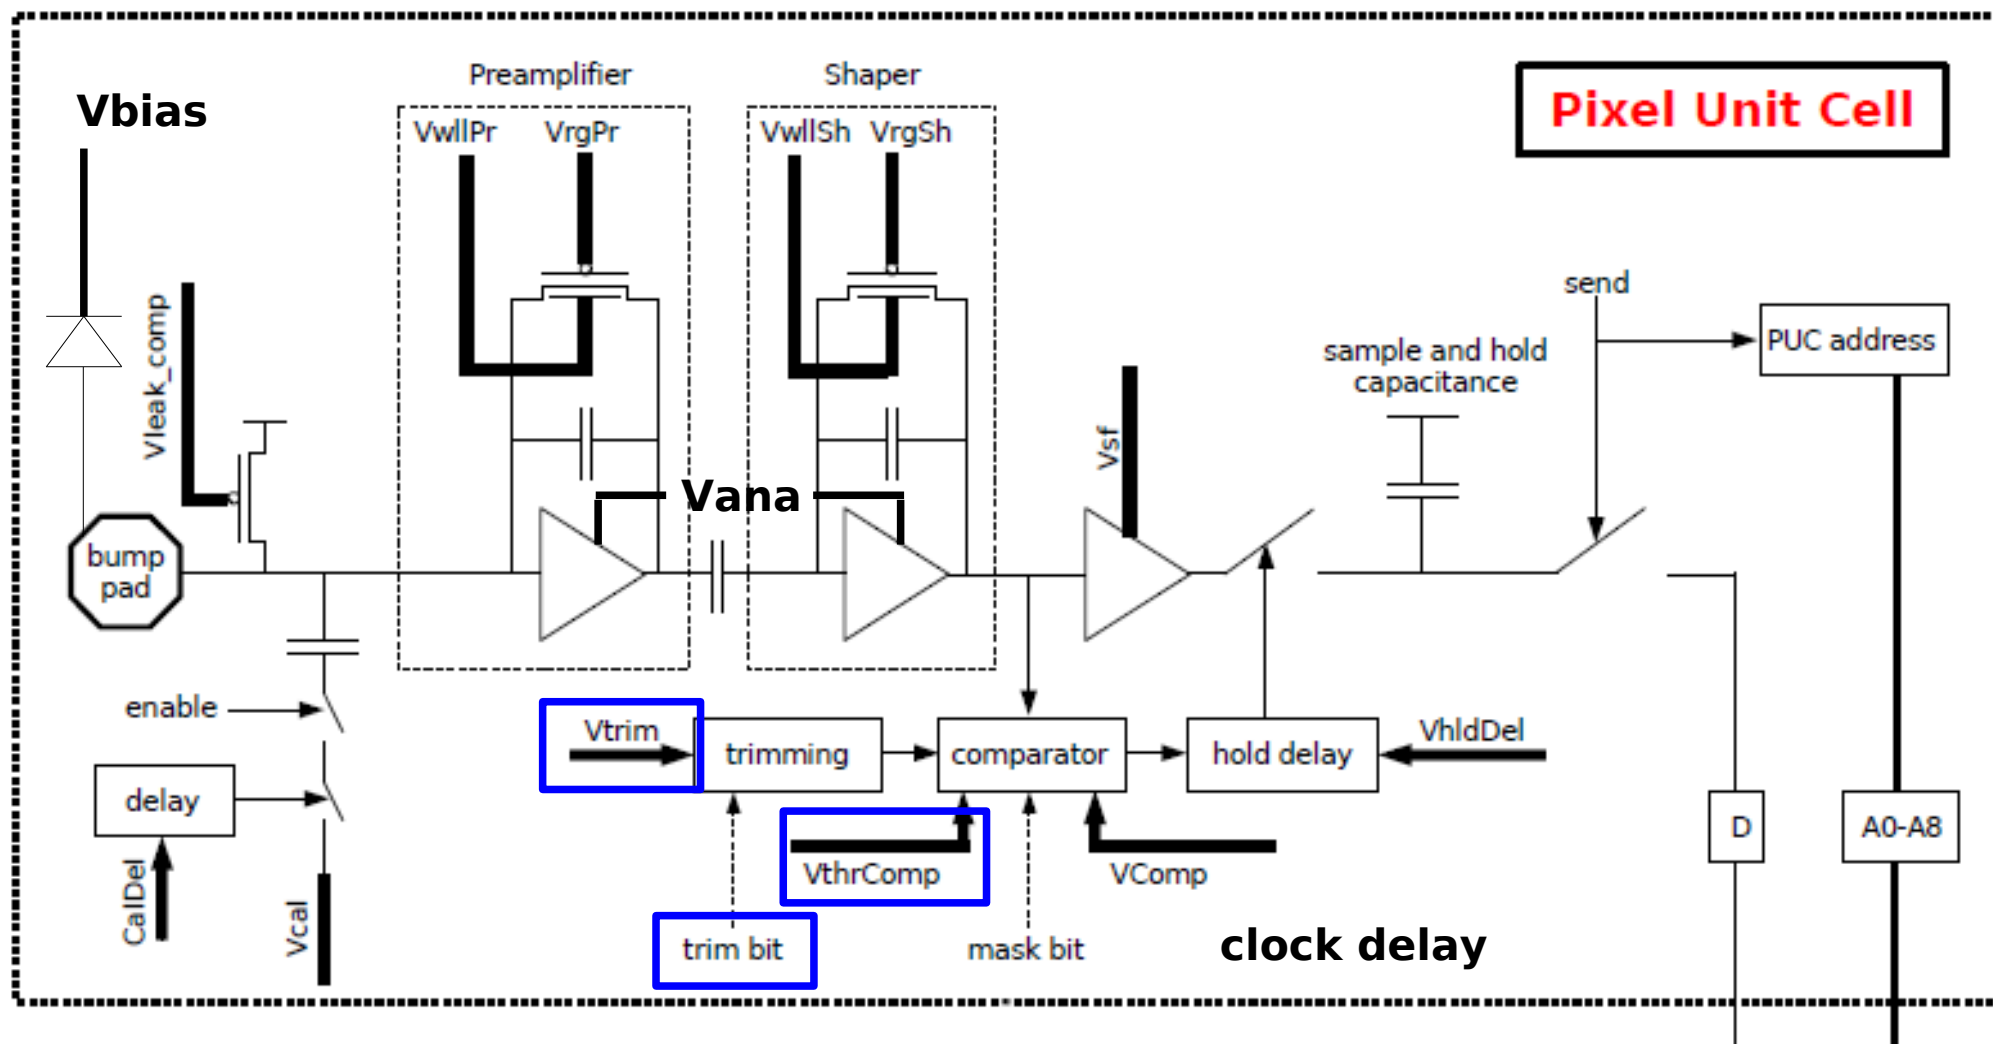 Preamplifier
Shaper
Vbias
Pixel Unit Cell
VwllPr VrgPr
VwllSh VrgSh
send
Vleak_comp
PUC address
sample and hold
capacitance
Vsf
Vana
bump
pad
enable
Vtrim
trimming
comparator
hold delay
VhldDel
delay
D
A0-A8
VthrComp
VComp
CalDel
Vcal
trim bit
mask bit
clock delay